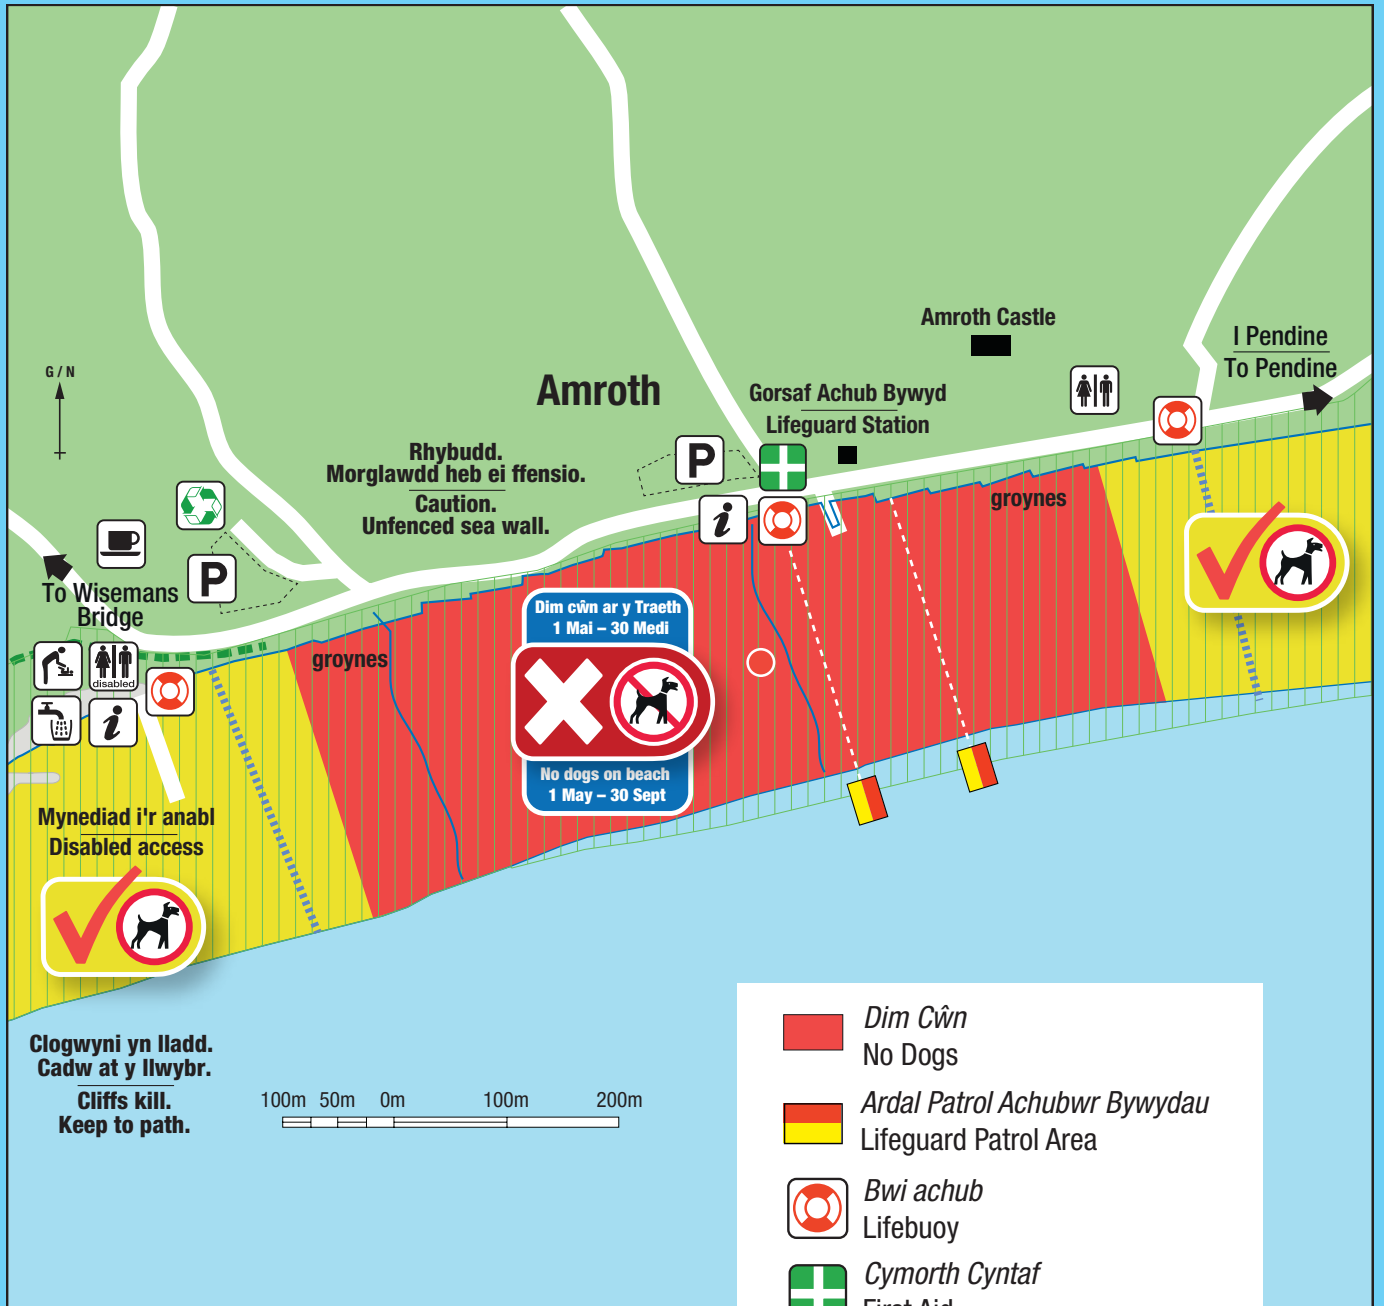 Amroth Castle
I Pendine
To Pendine
G / N
Amroth
Gorsaf Achub Bywyd
Lifeguard Station
Rhybudd.
Morglawdd heb ei ffensio.
Caution.
Unfenced sea wall.
P
groynes
i
To Wisemans
Bridge
P
Dim cŵn ar y Traeth
1 Mai – 30 Medi
No dogs on beach
1 May – 30 Sept
groynes
disabled
i
Mynediad i'r anabl
Disabled access
Clogwyni yn lladd.
Cadw at y llwybr.
Cliffs kill.
Keep to path.
100m 50m 0m 100m 200m
Dim Cŵn
No Dogs
Ardal Patrol Achubwr Bywydau
Lifeguard Patrol Area
Bwi achub
Lifebuoy
Cymorth Cyntaf
First Aid